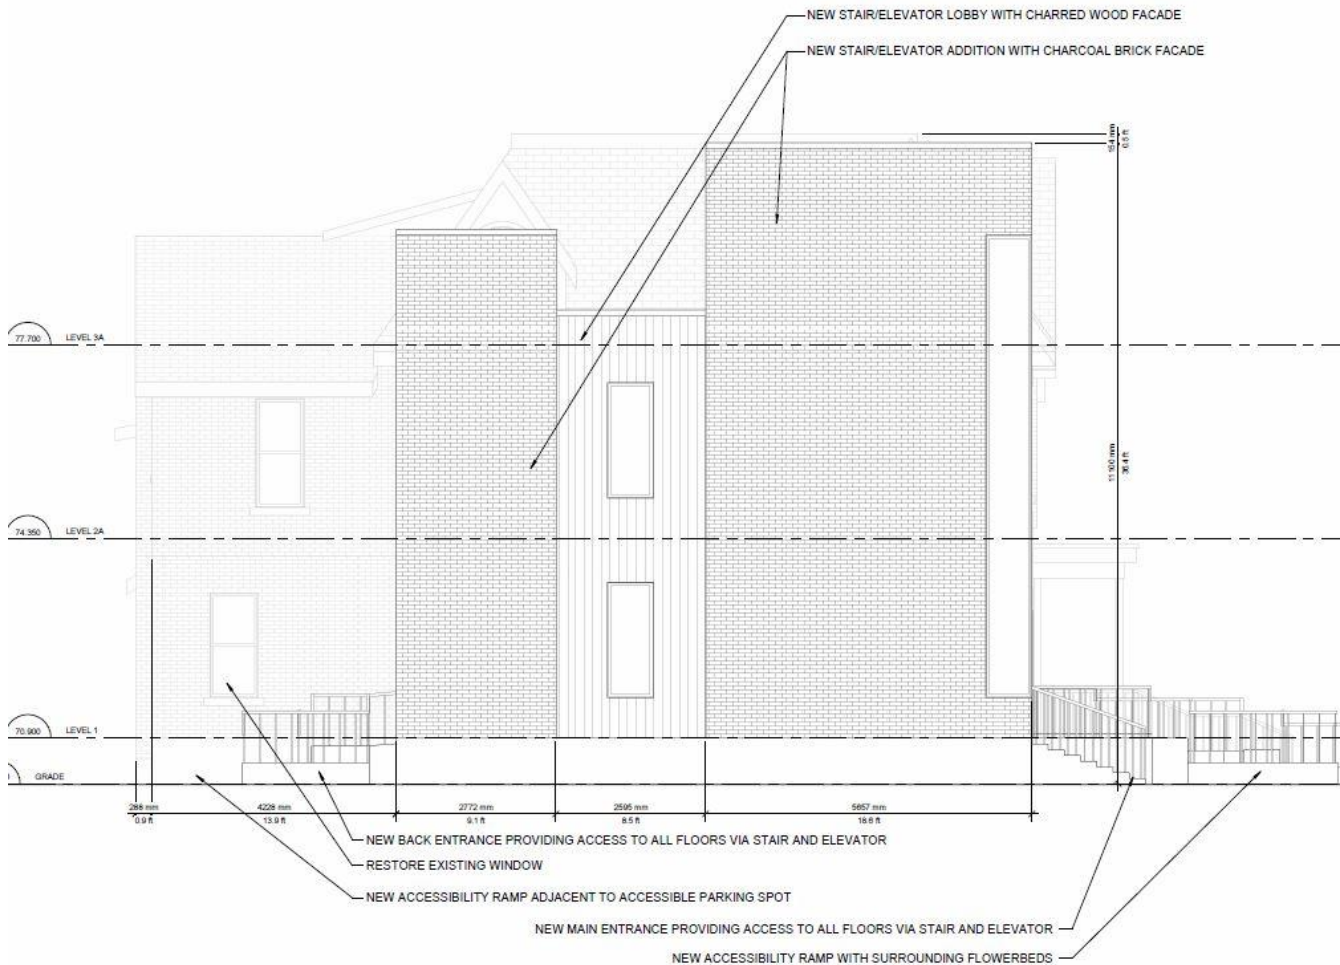 NEW STAIR/ELEVATOR LOBBY WITH CHARRED WOOD FACADE
NEW STAIR/ELEVATOR ADDITION WITH CHARCOAL BRICK FACADE
154 mm
0.5 ft
77.700 LEVEL 3A
11 100 mm
36.4 ft
74.350 LEVEL 2A
70.900 LEVEL 1
GRADE
288 mm 4228 mm 2772 mm 2595 mm 5657 mm
0.9 ft 13.9 ft 9.1 ft 8.5 ft 18.6 ft
NEW BACK ENTRANCE PROVIDING ACCESS TO ALL FLOORS VIA STAIR AND ELEVATOR
RESTORE EXISTING WINDOW
NEW ACCESSIBILITY RAMP ADJACENT TO ACCESSIBLE PARKING SPOT
NEW MAIN ENTRANCE PROVIDING ACCESS TO ALL FLOORS VIA STAIR AND ELEVATOR
NEW ACCESSIBILITY RAMP WITH SURROUNDING FLOWERBEDS